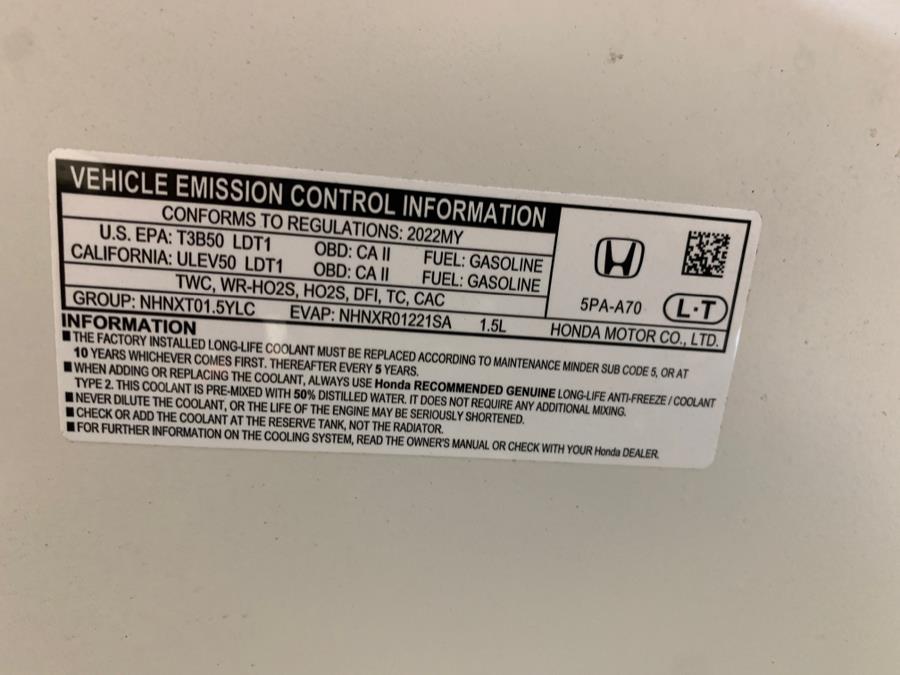 VEHICLE EMISSION CONTROL INFORMATION
CONFORMS TO REGULATIONS: 2022MY
U.S. EPA: T3B50 LDT1 OBD: CA II FUEL: GASOLINE
CALIFORNIA: ULEV50 LDT1 OBD: CA II FUEL: GASOLINE
TWC, WR-HO2S, HO2S, DFI, TC, CAC
GROUP: NHNXT01.5YLC EVAP: NHNXR01221SA 1.5L
5PA-A70 L·T
HONDA MOTOR CO., LTD.
INFORMATION
■ THE FACTORY INSTALLED LONG-LIFE COOLANT MUST BE REPLACED ACCORDING TO MAINTENANCE MINDER SUB CODE 5, OR AT
10 YEARS WHICHEVER COMES FIRST. THEREAFTER EVERY 5 YEARS.
■ WHEN ADDING OR REPLACING THE COOLANT, ALWAYS USE Honda RECOMMENDED GENUINE LONG-LIFE ANTI-FREEZE / COOLANT
TYPE 2. THIS COOLANT IS PRE-MIXED WITH 50% DISTILLED WATER. IT DOES NOT REQUIRE ANY ADDITIONAL MIXING.
■ NEVER DILUTE THE COOLANT, OR THE LIFE OF THE ENGINE MAY BE SERIOUSLY SHORTENED.
■ CHECK OR ADD THE COOLANT AT THE RESERVE TANK, NOT THE RADIATOR.
■ FOR FURTHER INFORMATION ON THE COOLING SYSTEM, READ THE OWNER'S MANUAL OR CHECK WITH YOUR Honda DEALER.